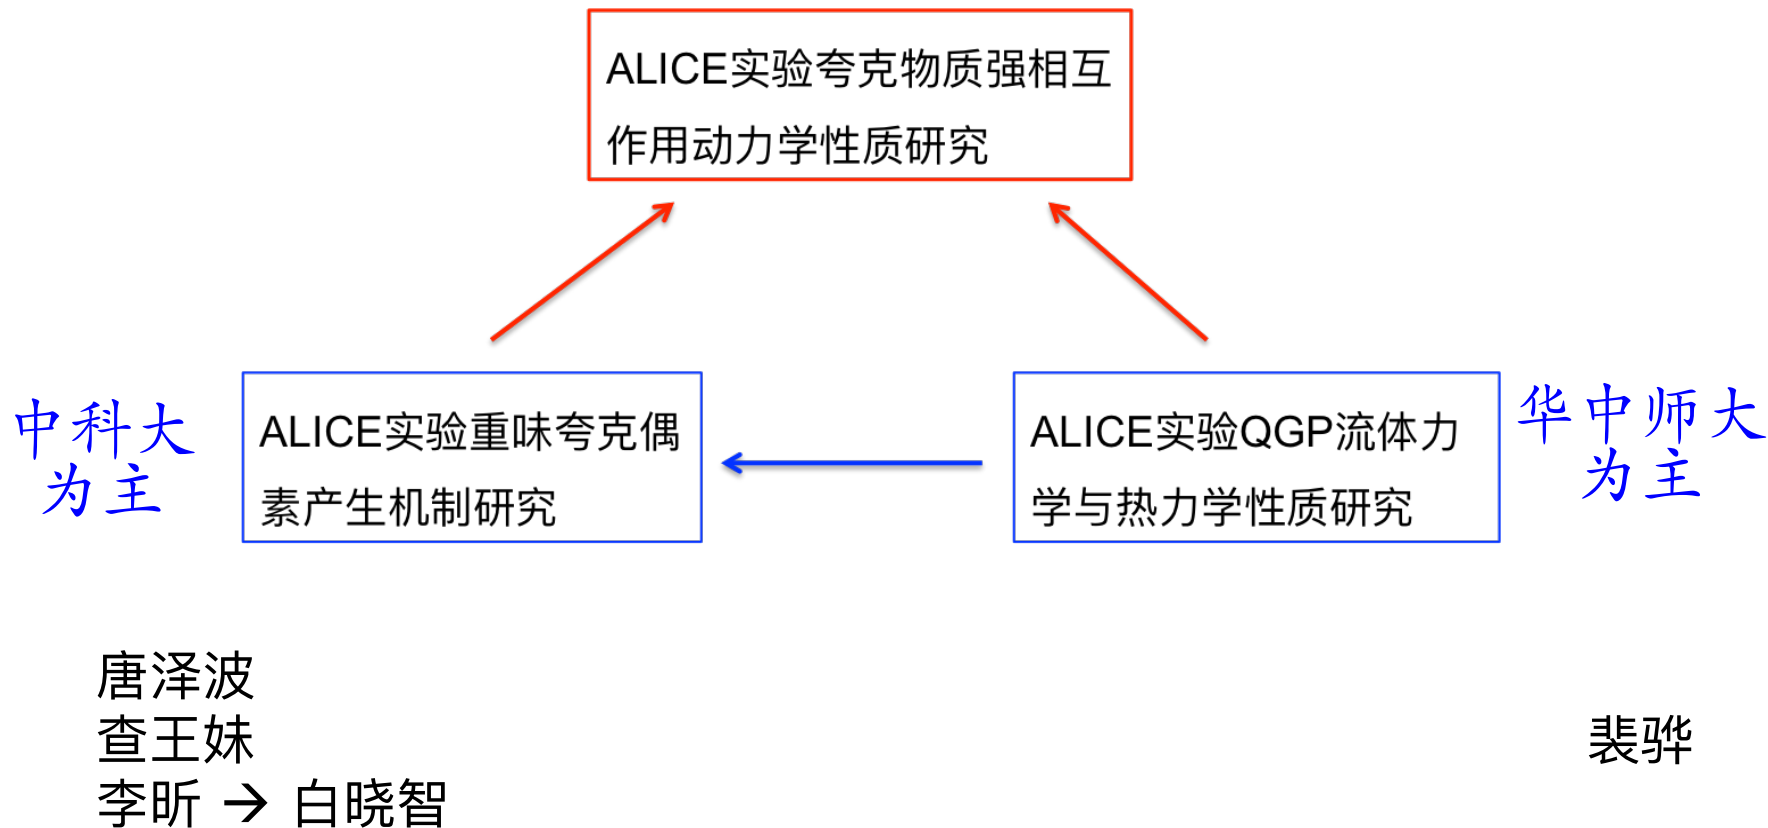 ALICE实验夸克物质强相互
作用动力学性质研究
中科大
为主
ALICE实验重味夸克偶
素产生机制研究
ALICE实验QGP流体力
学与热力学性质研究
华中师大
为主
唐泽波
查王妹
李昕 → 白晓智
裴骅